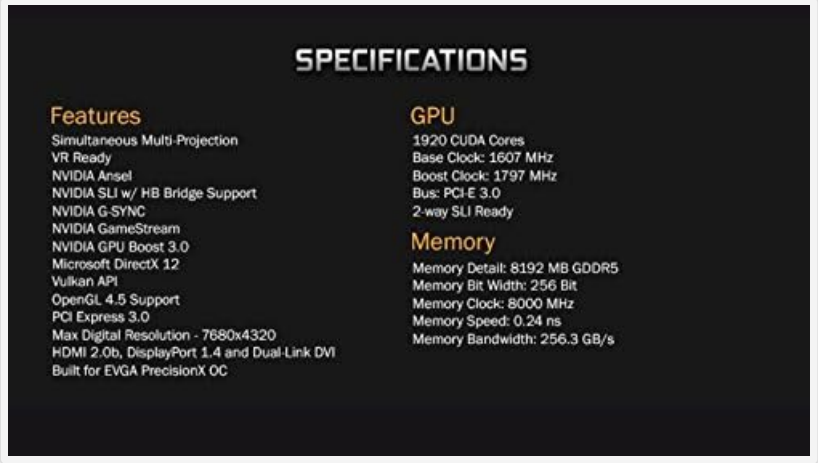 SPECIFICATIONS
Features
Simultaneous Multi-Projection
VR Ready
NVIDIA Ansel
NVIDIA SLI w/ HB Bridge Support
NVIDIA G-SYNC
NVIDIA GameStream
NVIDIA GPU Boost 3.0
Microsoft DirectX 12
Vulkan API
OpenGL 4.5 Support
PCI Express 3.0
Max Digital Resolution - 7680x4320
HDMI 2.0b, DisplayPort 1.4 and Dual-Link DVI
Built for EVGA PrecisionX OC
GPU
1920 CUDA Cores
Base Clock: 1607 MHz
Boost Clock: 1797 MHz
Bus: PCI-E 3.0
2-way SLI Ready
Memory
Memory Detail: 8192 MB GDDR5
Memory Bit Width: 256 Bit
Memory Clock: 8000 MHz
Memory Speed: 0.24 ns
Memory Bandwidth: 256.3 GB/s